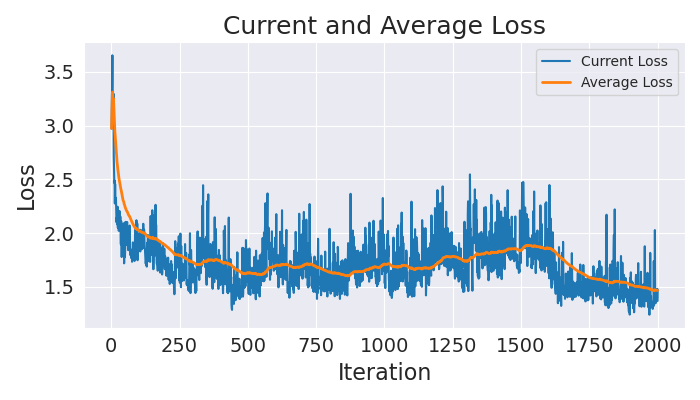 Current and Average Loss
Current Loss
Average Loss
3.5
3.0
2.5
2.0
1.5
Loss
0 250 500 750 1000 1250 1500 1750 2000
Iteration